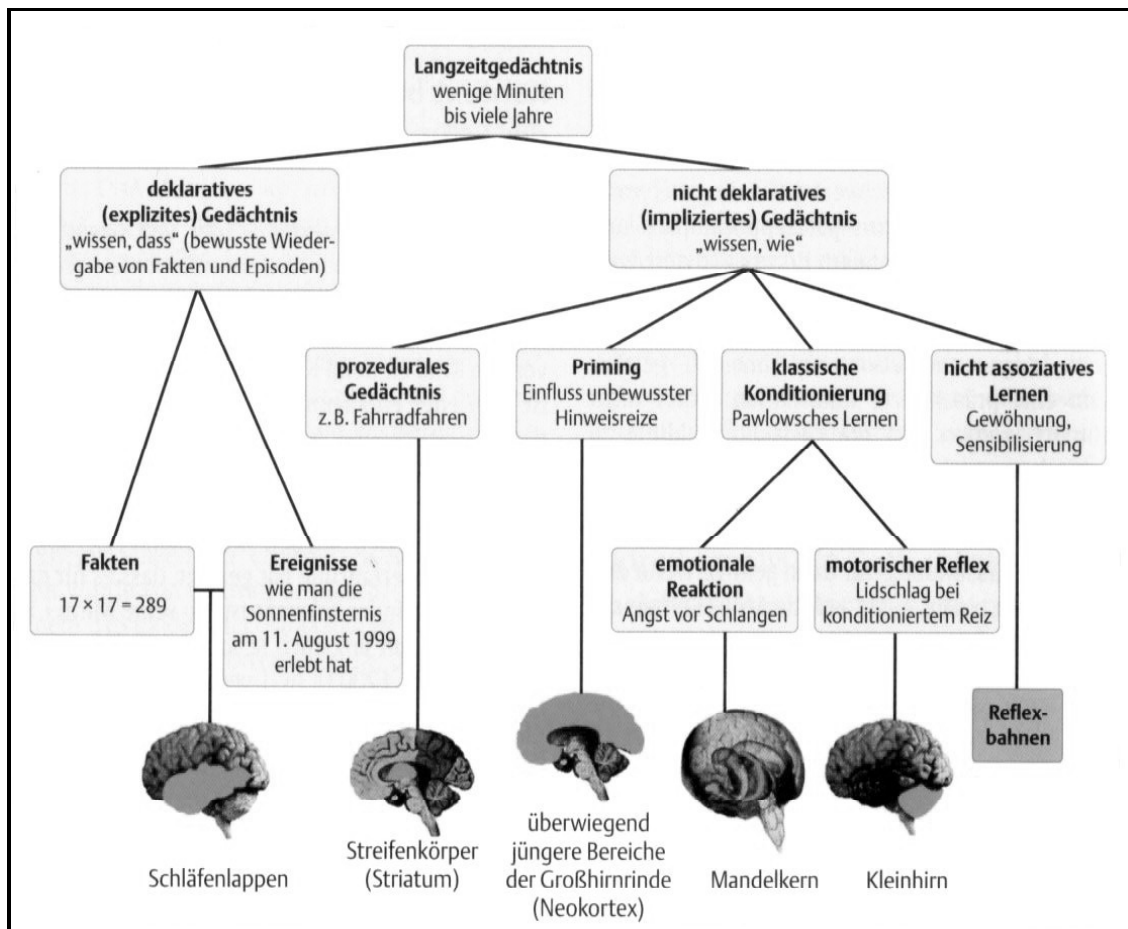 Langzeitgedächtnis
wenige Minuten
bis viele Jahre
deklaratives
(explizites) Gedächtnis
„wissen, dass“ (bewusste Wieder-
gabe von Fakten und Episoden)
nicht deklaratives
(impliziertes) Gedächtnis
„wissen, wie“
prozedurales
Gedächtnis
z.B. Fahrradfahren
Priming
Einfluss unbewusster
Hinweisreize
klassische
Konditionierung
Pawlowsches Lernen
nicht assoziatives
Lernen
Gewöhnung,
Sensibilisierung
Fakten
17 × 17 = 289
Ereignisse
wie man die
Sonnenfinsternis
am 11. August 1999
erlebt hat
emotionale
Reaktion
Angst vor Schlangen
motorischer Reflex
Lidschlag bei
konditioniertem Reiz
Reflex-
bahnen
Schläfenlappen
Streifenkörper
(Striatum)
überwiegend
jüngere Bereiche
der Großhirnrinde
(Neokortex)
Mandelkern
Kleinhirn